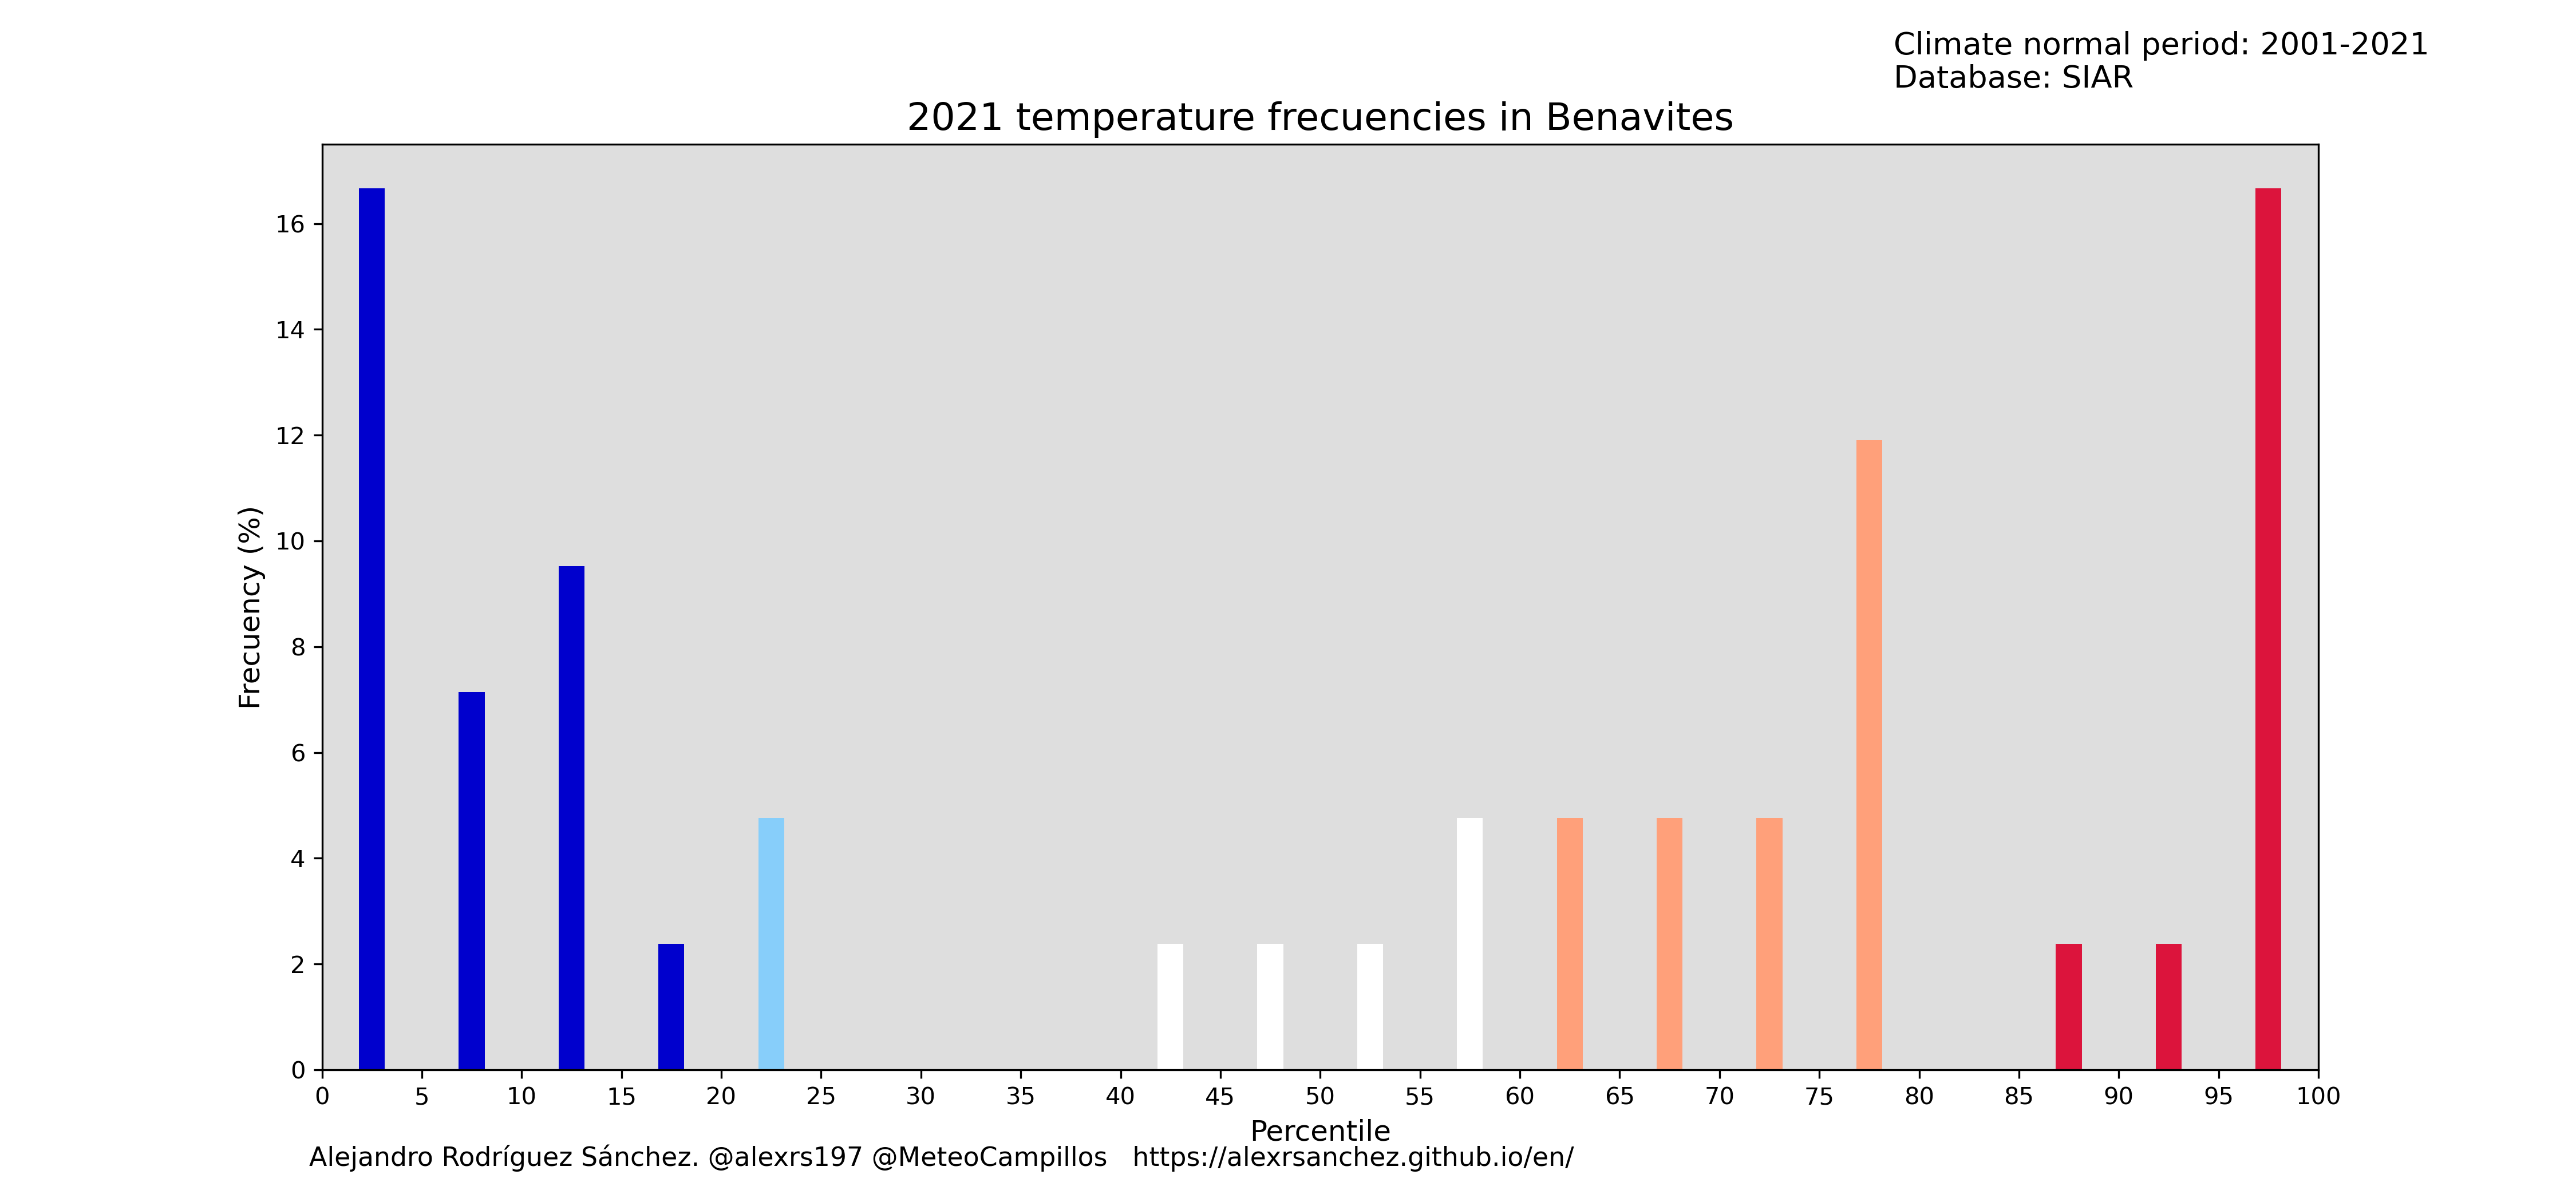 Climate normal period: 2001-2021
Database: SIAR
2021 temperature frecuencies in Benavites
Frecuency (%)
16
14
12
10
8
6
4
2
0
0 5 10 15 20 25 30 35 40 45 50 55 60 65 70 75 80 85 90 95 100
Percentile
Alejandro Rodríguez Sánchez. @alexrs197 @MeteoCampillos https://alexrsanchez.github.io/en/